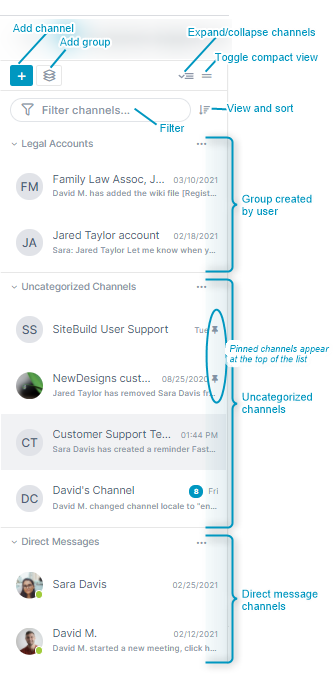 Add channel
Add group
Expand/collapse channels
Toggle compact view
+
Filter channels...
View and sort
Filter
Legal Accounts
FM
Family Law Assoc, J... 03/10/2021
David M. has added the wiki file [Regist...
Group created
by user
JA
Jared Taylor account 02/18/2021
Sara: Jared Taylor Let me know when y...
Uncategorized Channels
SS
SiteBuild User Support Tue
Pinned channels appear
at the top of the list
NewDesigns cust... 08/25/2020
Jared Taylor has removed Sara Davis fr...
Uncategorized
channels
CT
Customer Support Te... 01:44 PM
Sara Davis has created a reminder Fast...
DC
David's Channel 8 Fri
David M. changed channel locale to "en...
Direct Messages
Sara Davis 02/25/2021
Direct message
channels
David M. 02/12/2021
David M. started a new meeting, click h...